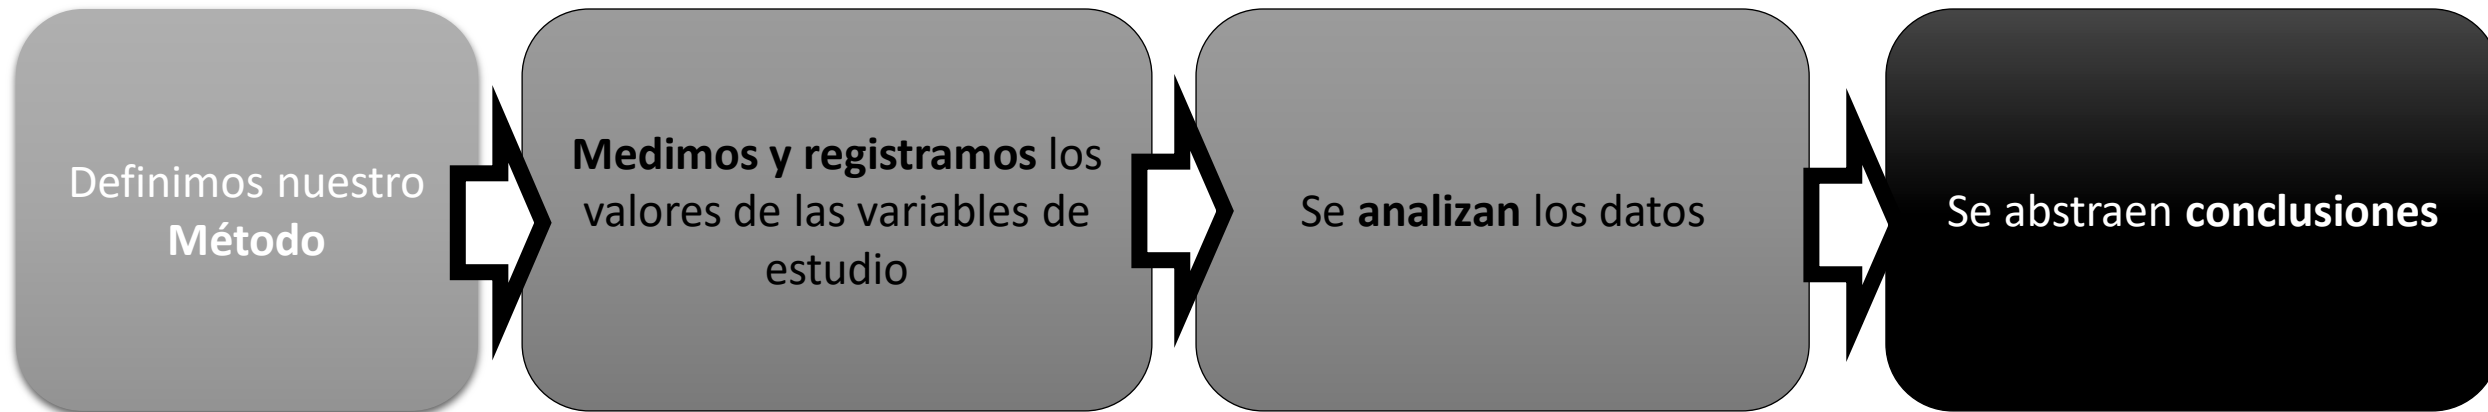 Definimos nuestro
Método
Medimos y registramos los
valores de las variables de
estudio
Se analizan los datos
Se abstraen conclusiones